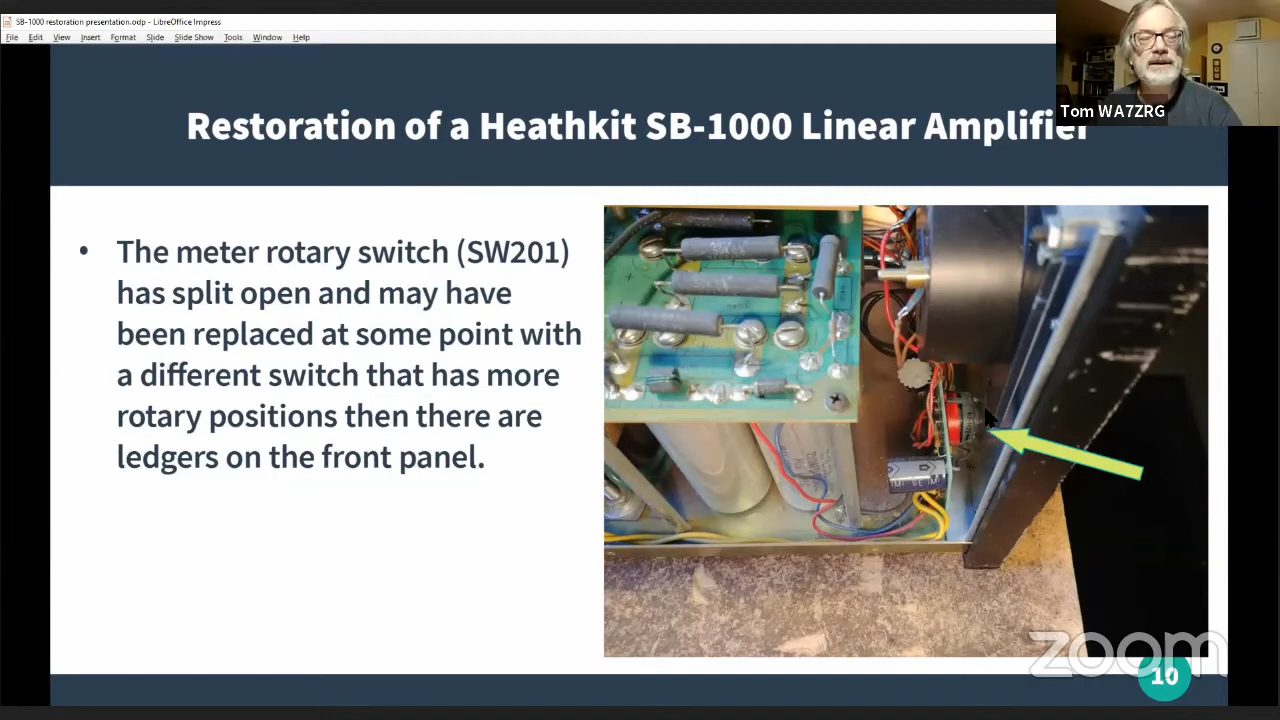 SB-1000 restoration presentation.odp - LibreOffice Impress
File Edit View Insert Format Slide Slide Show Tools Window Help
Tom WA7ZRG
Restoration of a Heathkit SB-1000 Linear Amplifier
• The meter rotary switch (SW201)
has split open and may have
been replaced at some point with
a different switch that has more
rotary positions then there are
ledgers on the front panel.
zoom
10